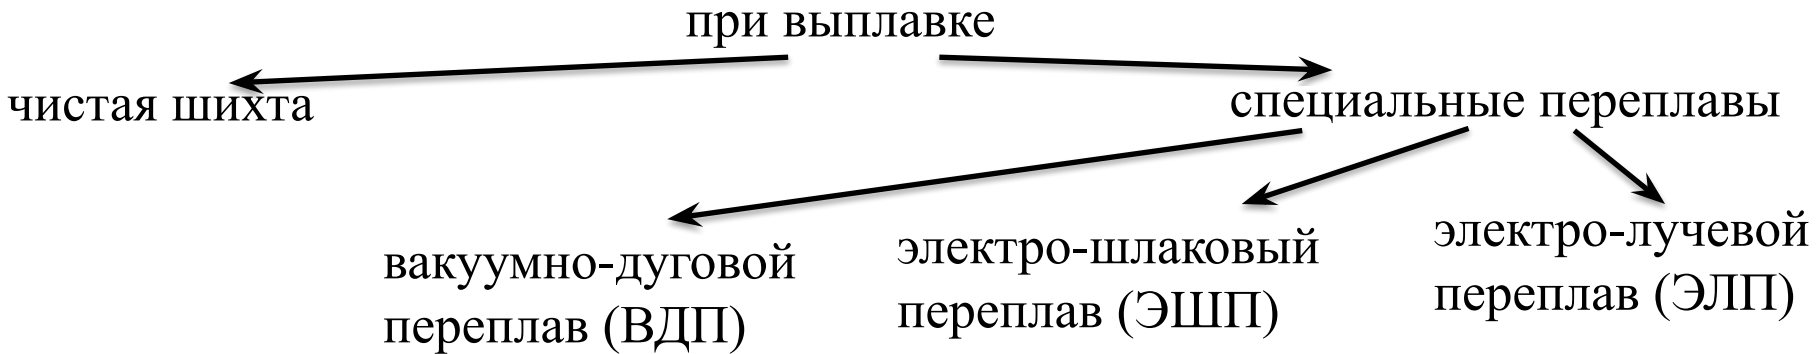 при выплавке
чистая шихта
специальные переплавы
вакуумно-дуговой
переплав (ВДП)
электро-шлаковый
переплав (ЭШП)
электро-лучевой
переплав (ЭЛП)